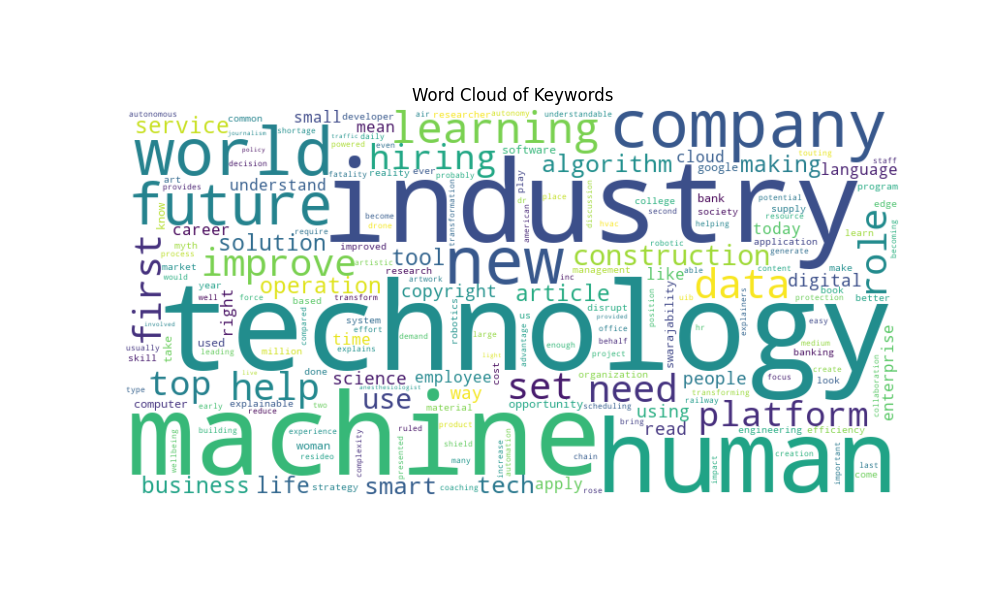 Word Cloud of Keywords
autonomous
common
small
developer
air
researcher
autonomy
understandable
company
service
journalism
shortage
mean
learning
touting
traffic
daily
powered
even
software
staff
world
policy
decision
hiring
algorithm
cloud
google
making
language
fatality
reality
ever
probably
art
provides
understand
industry
program
future
transformation
american
play
dr
place
discussion
college
second
bank
society
helping
potential
supply
resource
edge
becoming
know
career
require
become
drone
hvac
today
role
learn
myth
process
solution
improved
artistic
tool
new
construction
robotic
application
generate
first
market
would
improve
research
inc
management
like
able
content
make
operation
artwork
data
digital
year
well
force
based
transform
copyright
article
position
swarajability
uib
book
protection
better
right
technology
compared
robotics
large
us
advantage
disrupt
office
behalf
hr
explainers
easy
involved
used
system
effort
demand
enough
project
medium
banking
enterprise
usually
skill
take
leading
million
time
explains
light
provided
transforming
create
look
collaboration
live
done
science
employee
cost
organization
people
focus
type
top
help
anesthesiologist
way
set
need
railway
computer
early
explainable
reduce
two
use
material
product
opportunity
scheduling
bring
using
read
platform
engineering
efficiency
machine
wellbeing
building
experience
woman
resideo
complexity
ruled
presented
shield
many
increase
automation
chain
human
impact
creation
important
last
come
business
life
strategy
smart
coaching
tech
apply
rose